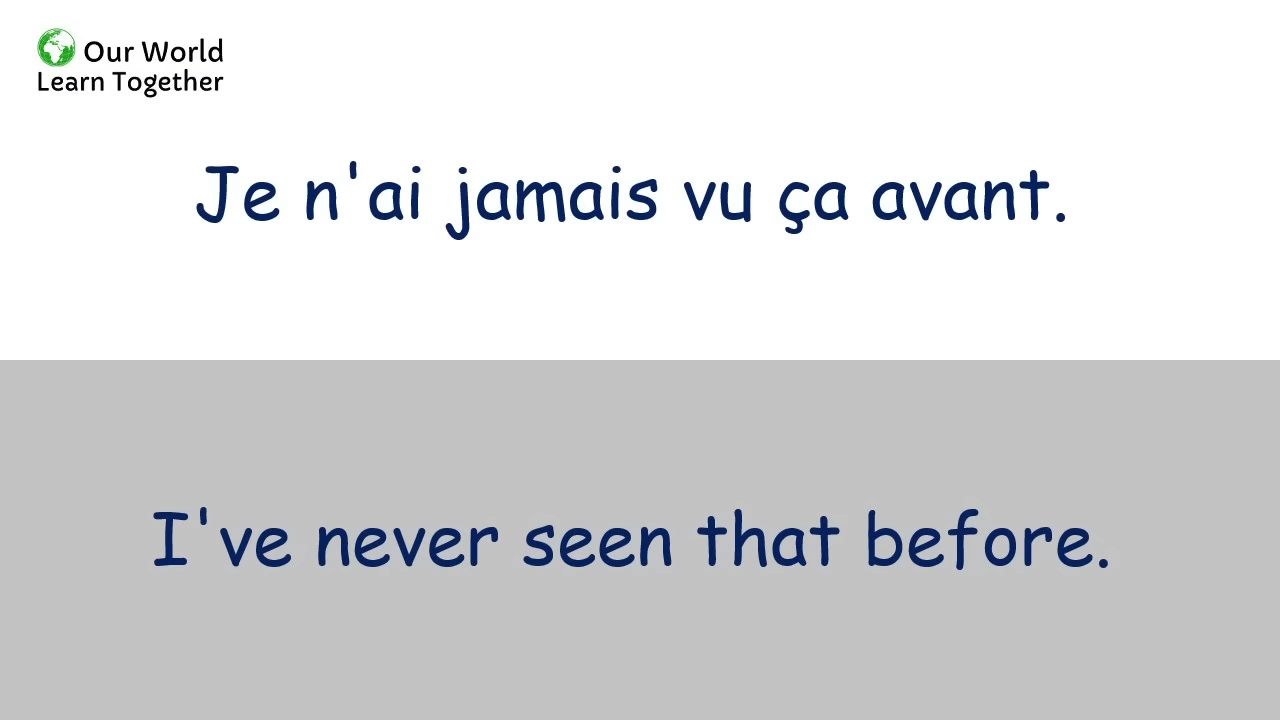 Our World
Learn Together
Je n'ai jamais vu ça avant.
I've never seen that before.